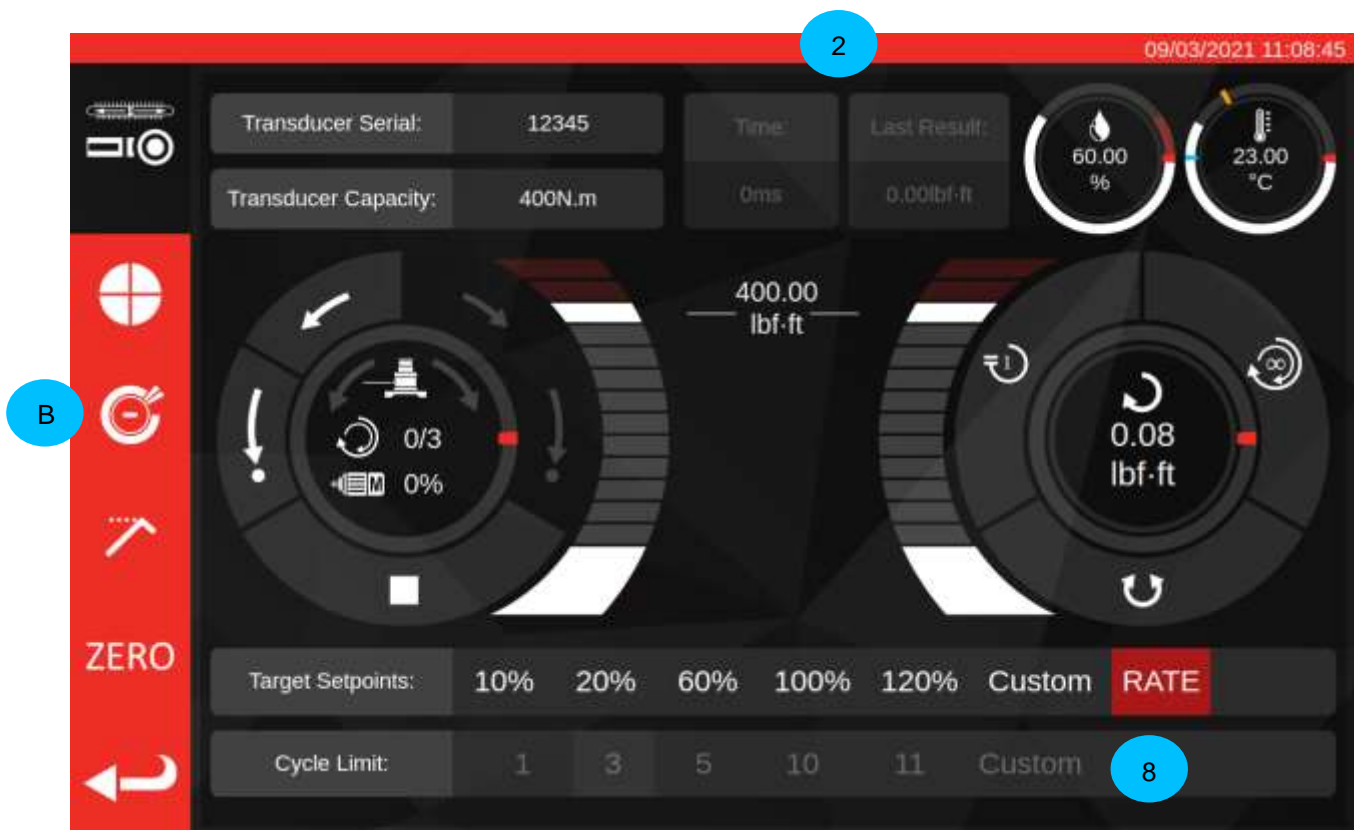 2
09/03/2021 11:08:45
Transducer Serial: 12345
Transducer Capacity: 400N.m
Time:
0ms
Last Result:
0.00lbf·ft
60.00
%
23.00
°C
400.00
lbf·ft
0/3
M 0%
1
∞
0.08
lbf·ft
B
ZERO
Target Setpoints: 10% 20% 60% 100% 120% Custom RATE
Cycle Limit: 1 3 5 10 11 Custom 8